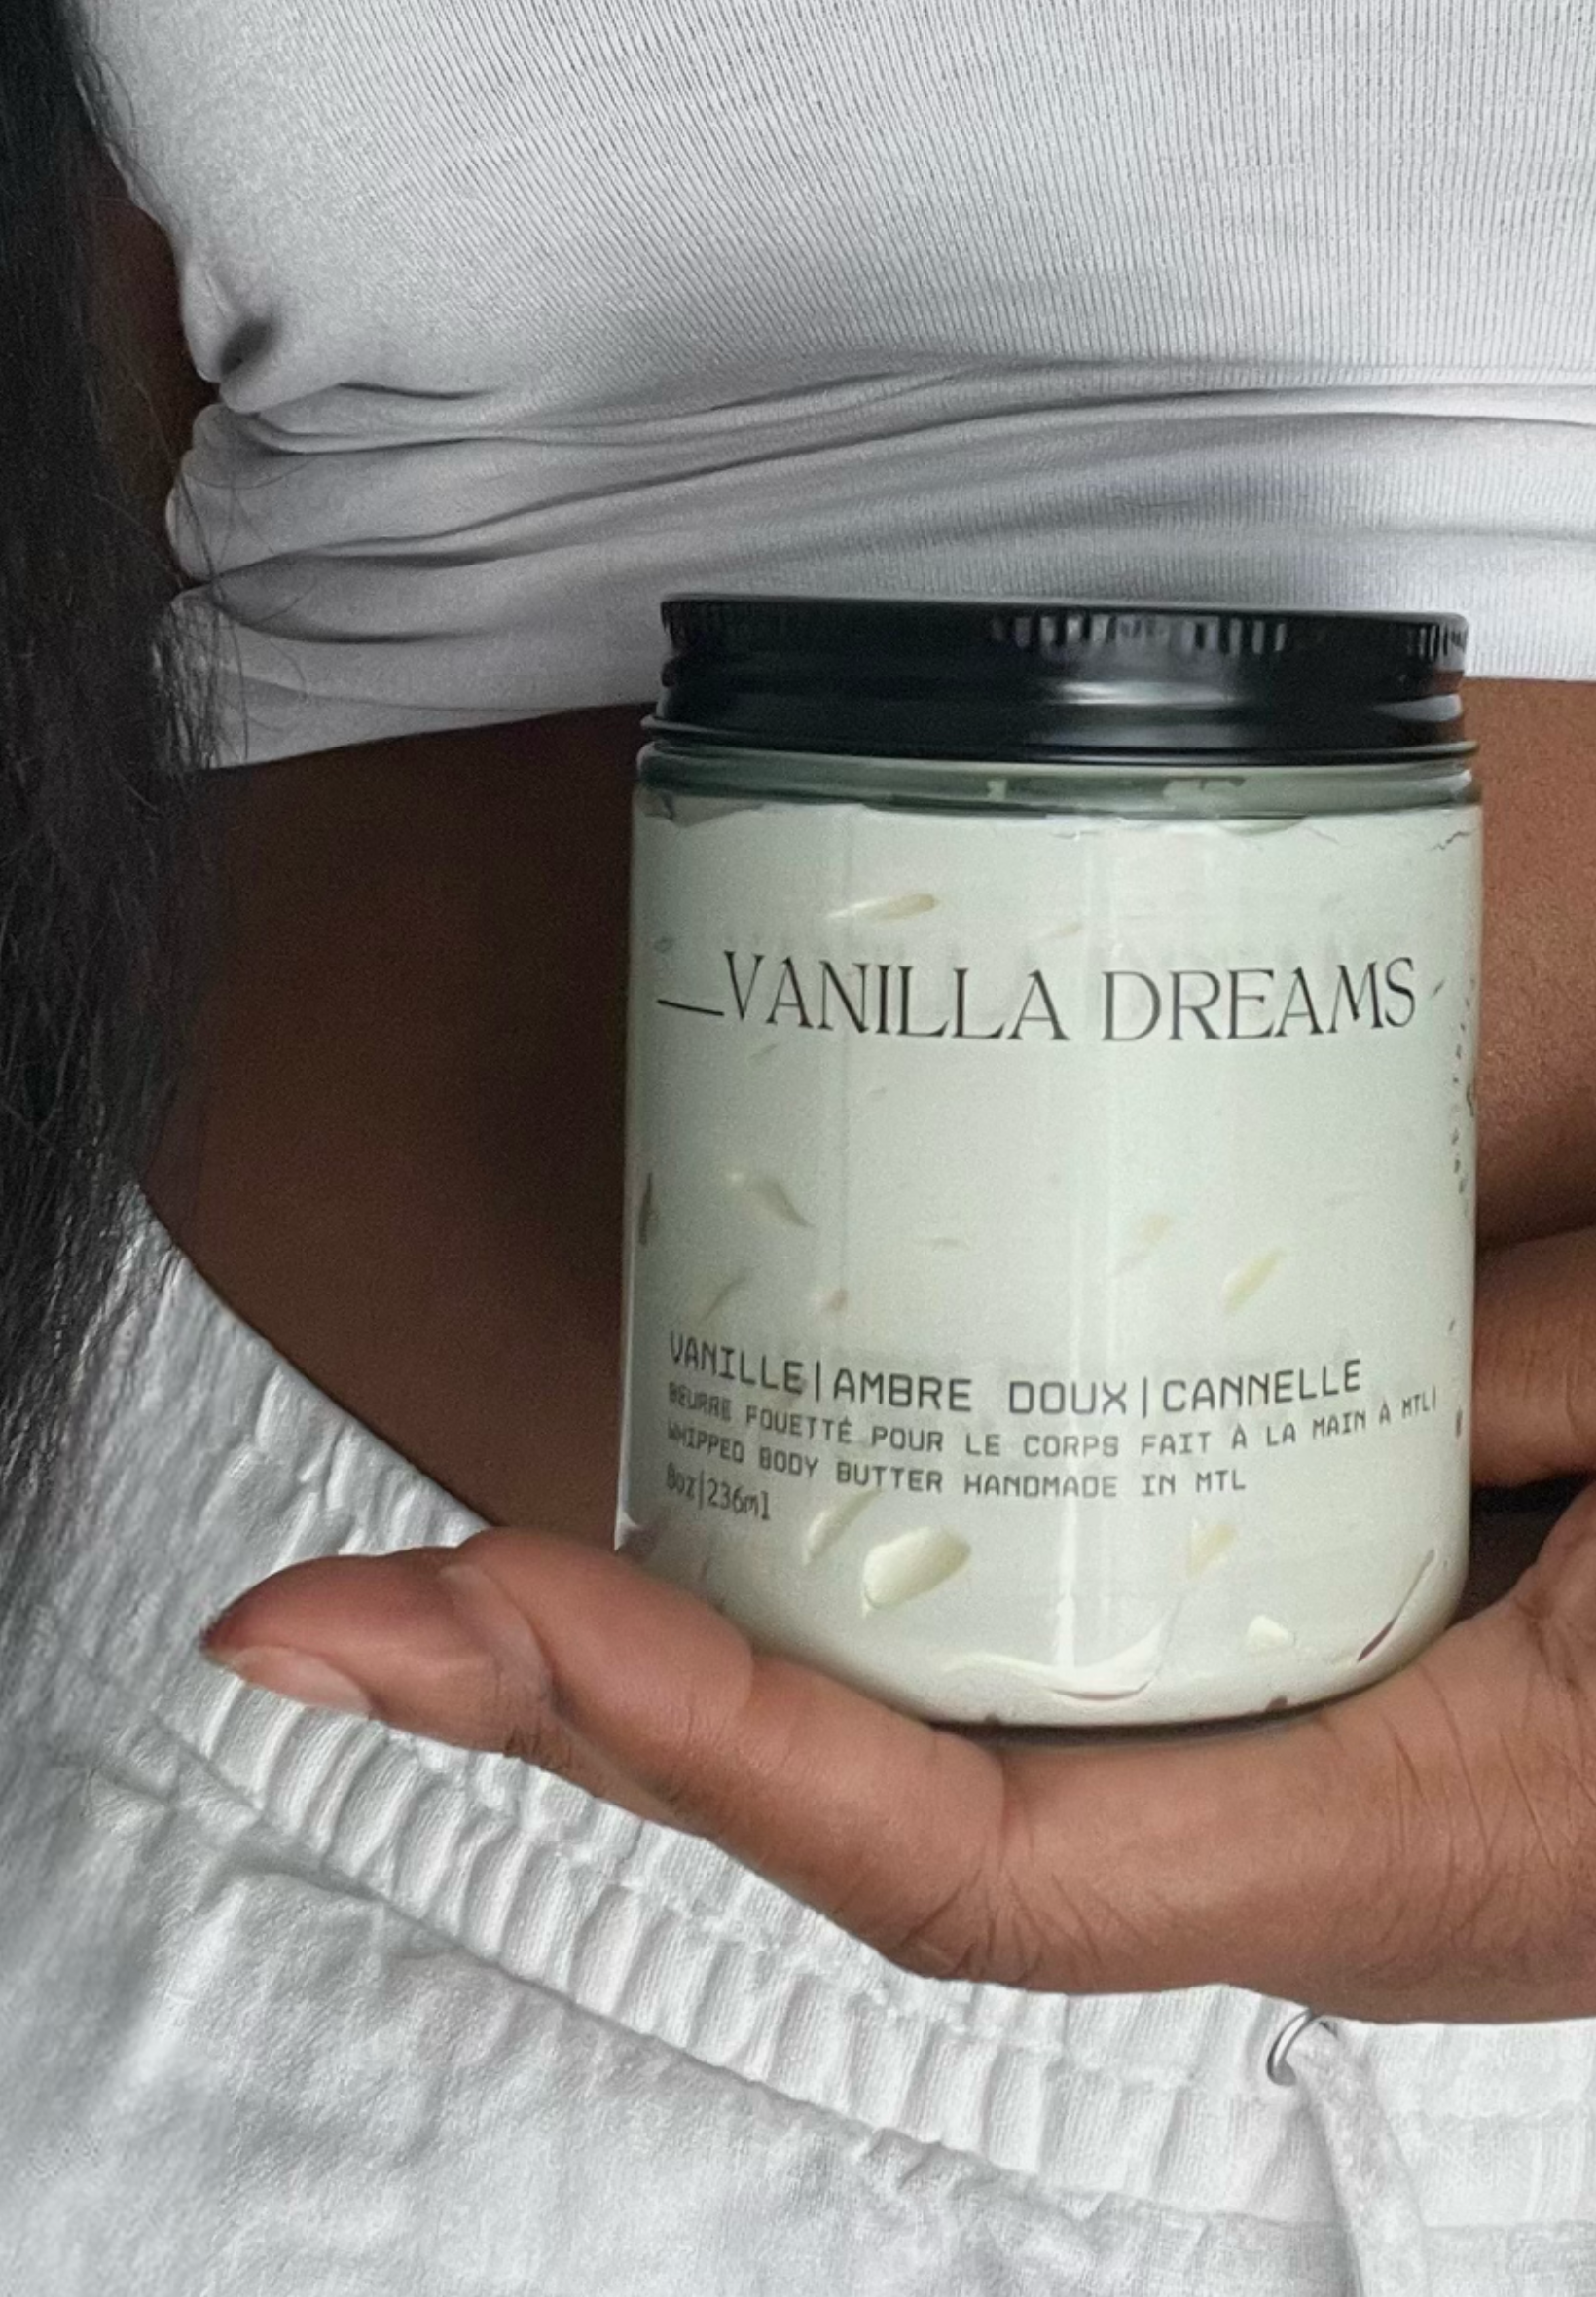 _VANILLA DREAMS
VANILLE|AMBRE DOUX|CANNELLE
BEURRE FOUETTÉ POUR LE CORPS FAIT À LA MAIN À MTL|
WHIPPED BODY BUTTER HANDMADE IN MTL
8oz|236ml